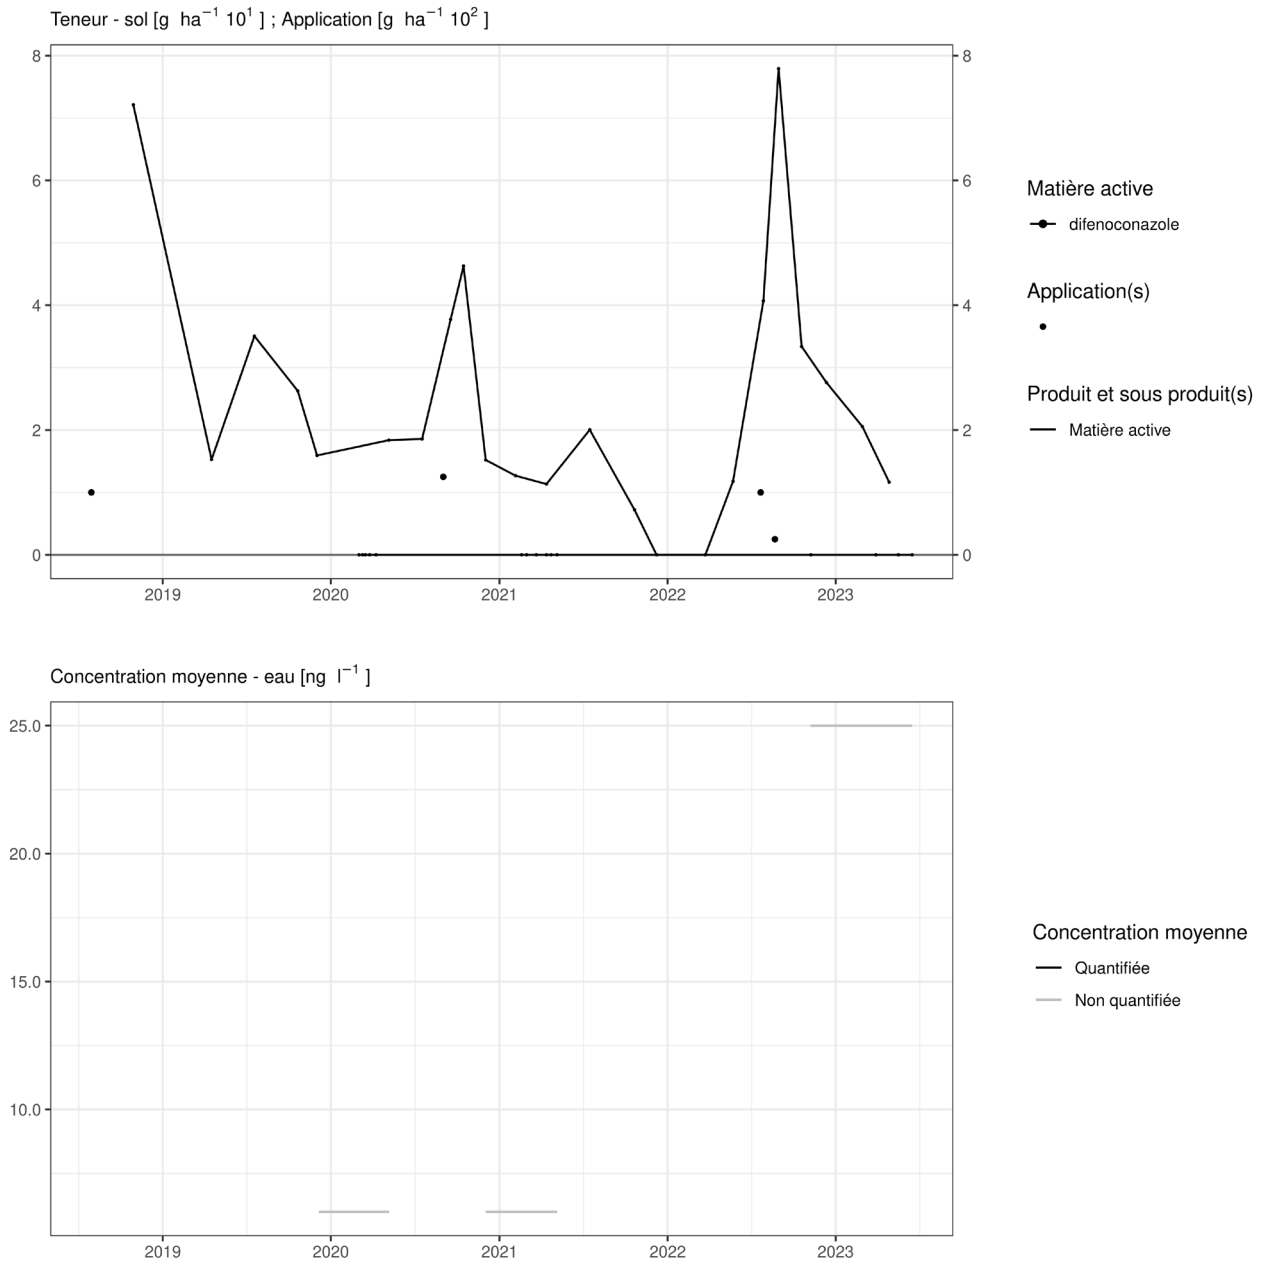 Teneur - sol [g ha⁻¹ 10¹ ] ; Application [g ha⁻¹ 10² ]
8
8
6
6
4
4
2
2
0
0
2019
2020
2021
2022
2023
Matière active
difenoconazole
Application(s)
Produit et sous produit(s)
Matière active
Concentration moyenne - eau [ng l⁻¹ ]
25.0
20.0
15.0
10.0
2019
2020
2021
2022
2023
Concentration moyenne
Quantifiée
Non quantifiée